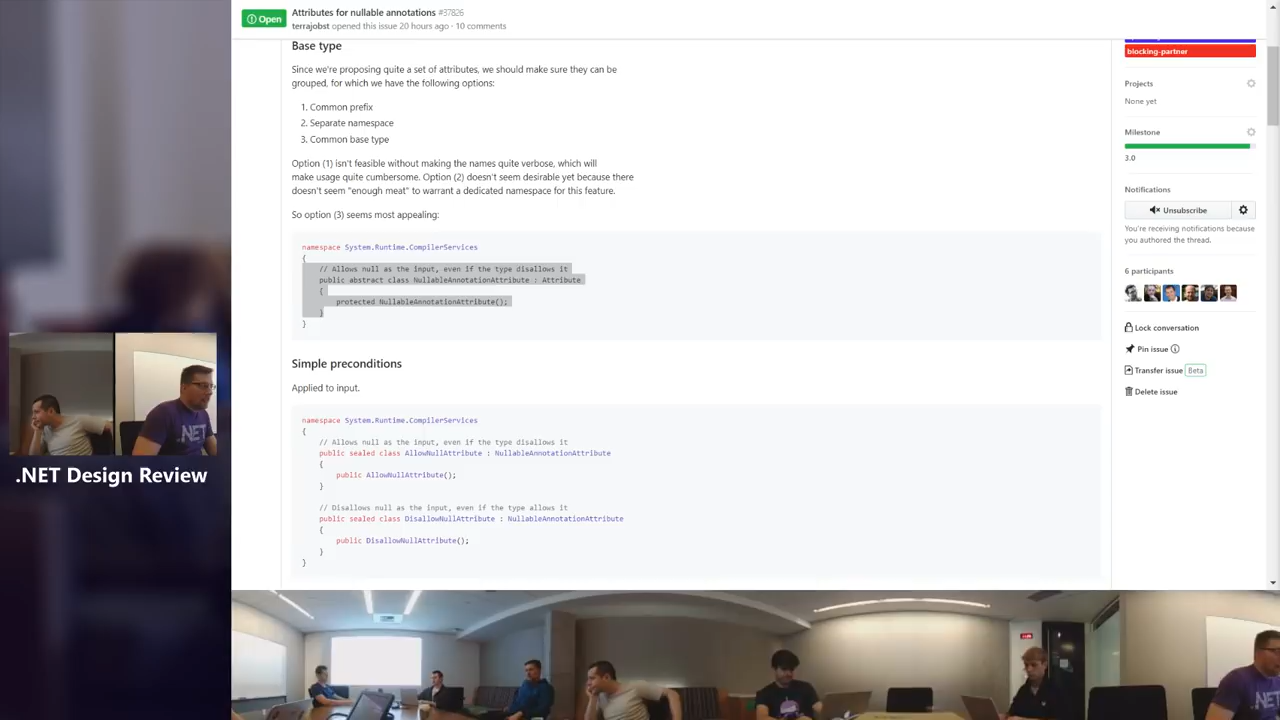 Open
Attributes for nullable annotations #37826
terrajobst opened this issue 20 hours ago · 10 comments
Base type
Since we're proposing quite a set of attributes, we should make sure they can be
grouped, for which we have the following options:
1. Common prefix
2. Separate namespace
3. Common base type
Option (1) isn't feasible without making the names quite verbose, which will
make usage quite cumbersome. Option (2) doesn't seem desirable yet because there
doesn't seem "enough meat" to warrant a dedicated namespace for this feature.
So option (3) seems most appealing:
namespace System.Runtime.CompilerServices
{
// Allows null as the input, even if the type disallows it
public abstract class NullableAnnotationAttribute : Attribute
{
protected NullableAnnotationAttribute();
}
}
Simple preconditions
Applied to input.
namespace System.Runtime.CompilerServices
{
// Allows null as the input, even if the type disallows it
public sealed class AllowNullAttribute : NullableAnnotationAttribute
{
public AllowNullAttribute();
}
// Disallows null as the input, even if the type allows it
public sealed class DisallowNullAttribute : NullableAnnotationAttribute
{
public DisallowNullAttribute();
}
}
blocking-partner
Projects
None yet
Milestone
3.0
Notifications
Unsubscribe
You're receiving notifications because
you authored the thread.
6 participants
Lock conversation
Pin issue
Transfer issue Beta
Delete issue
.NET
.NET Design Review